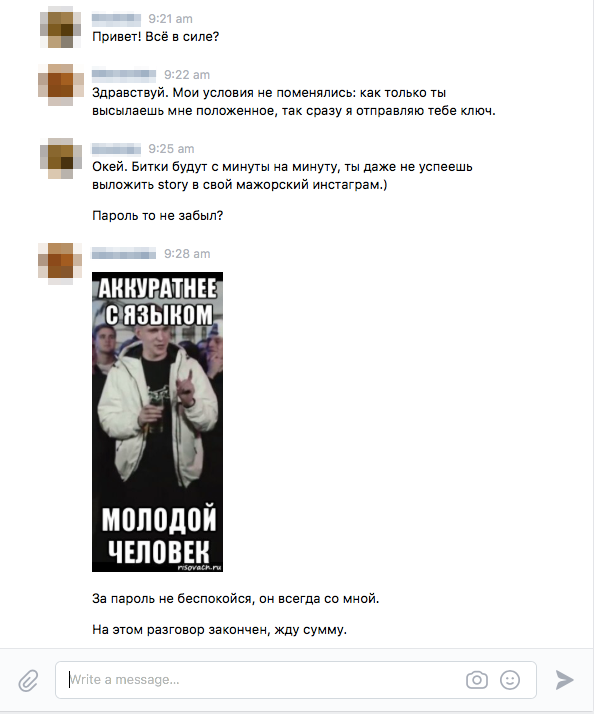 9:21 am
Привет! Всё в силе?
9:22 am
Здравствуй. Мои условия не поменялись: как только ты
высылаешь мне положенное, так сразу я отправляю тебе ключ.
9:25 am
Окей. Битки будут с минуты на минуту, ты даже не успеешь
выложить story в свой мажорский инстаграм.)
Пароль то не забыл?
9:28 am
АККУРАТНЕЕ
С ЯЗЫКОМ
МОЛОДОЙ
ЧЕЛОВЕК
risovach.ru
За пароль не беспокойся, он всегда со мной.
На этом разговор закончен, жду сумму.
Write a message...